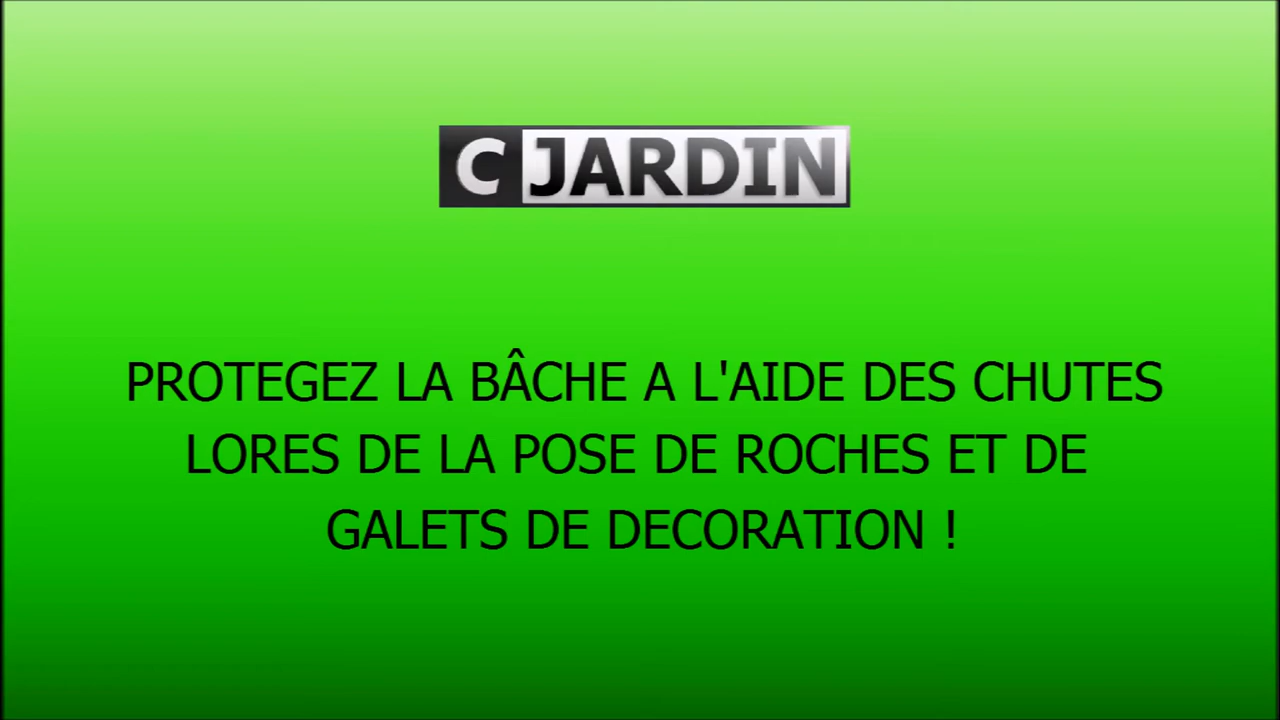 C JARDIN
PROTEGEZ LA BÂCHE A L'AIDE DES CHUTES
LORES DE LA POSE DE ROCHES ET DE
GALETS DE DECORATION !